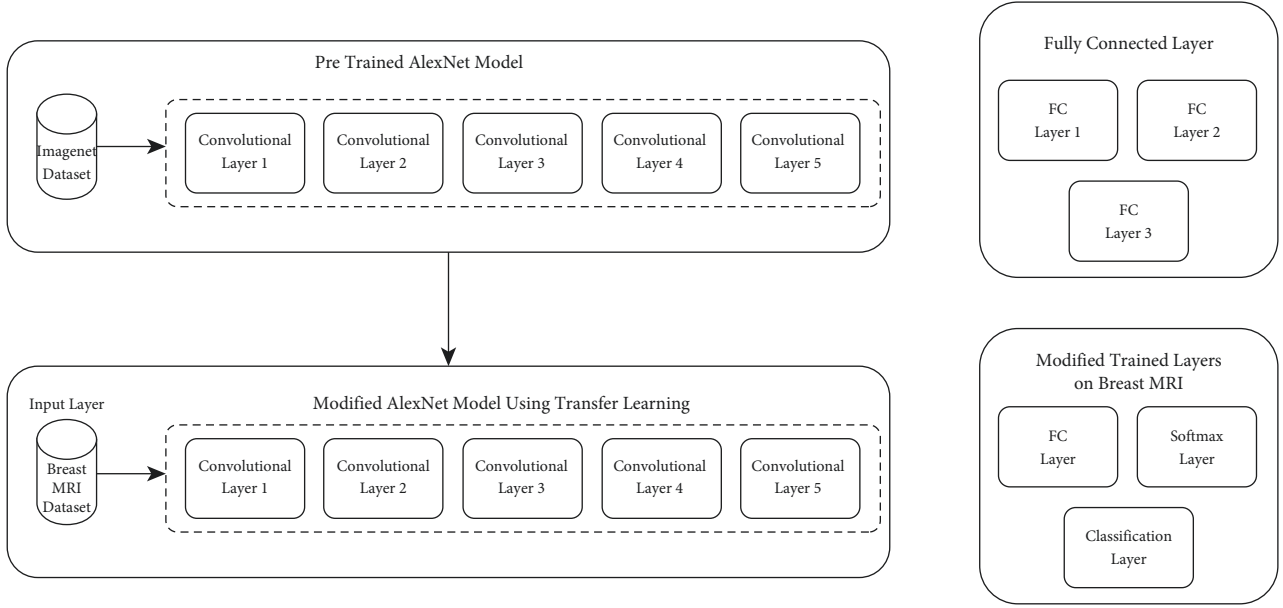 Pre Trained AlexNet Model
Imagenet
Dataset
Convolutional
Layer 1
Convolutional
Layer 2
Convolutional
Layer 3
Convolutional
Layer 4
Convolutional
Layer 5
Fully Connected Layer
FC
Layer 1
FC
Layer 2
FC
Layer 3
Input Layer
Breast
MRI
Dataset
Modified AlexNet Model Using Transfer Learning
Convolutional
Layer 1
Convolutional
Layer 2
Convolutional
Layer 3
Convolutional
Layer 4
Convolutional
Layer 5
Modified Trained Layers
on Breast MRI
FC
Layer
Softmax
Layer
Classification
Layer